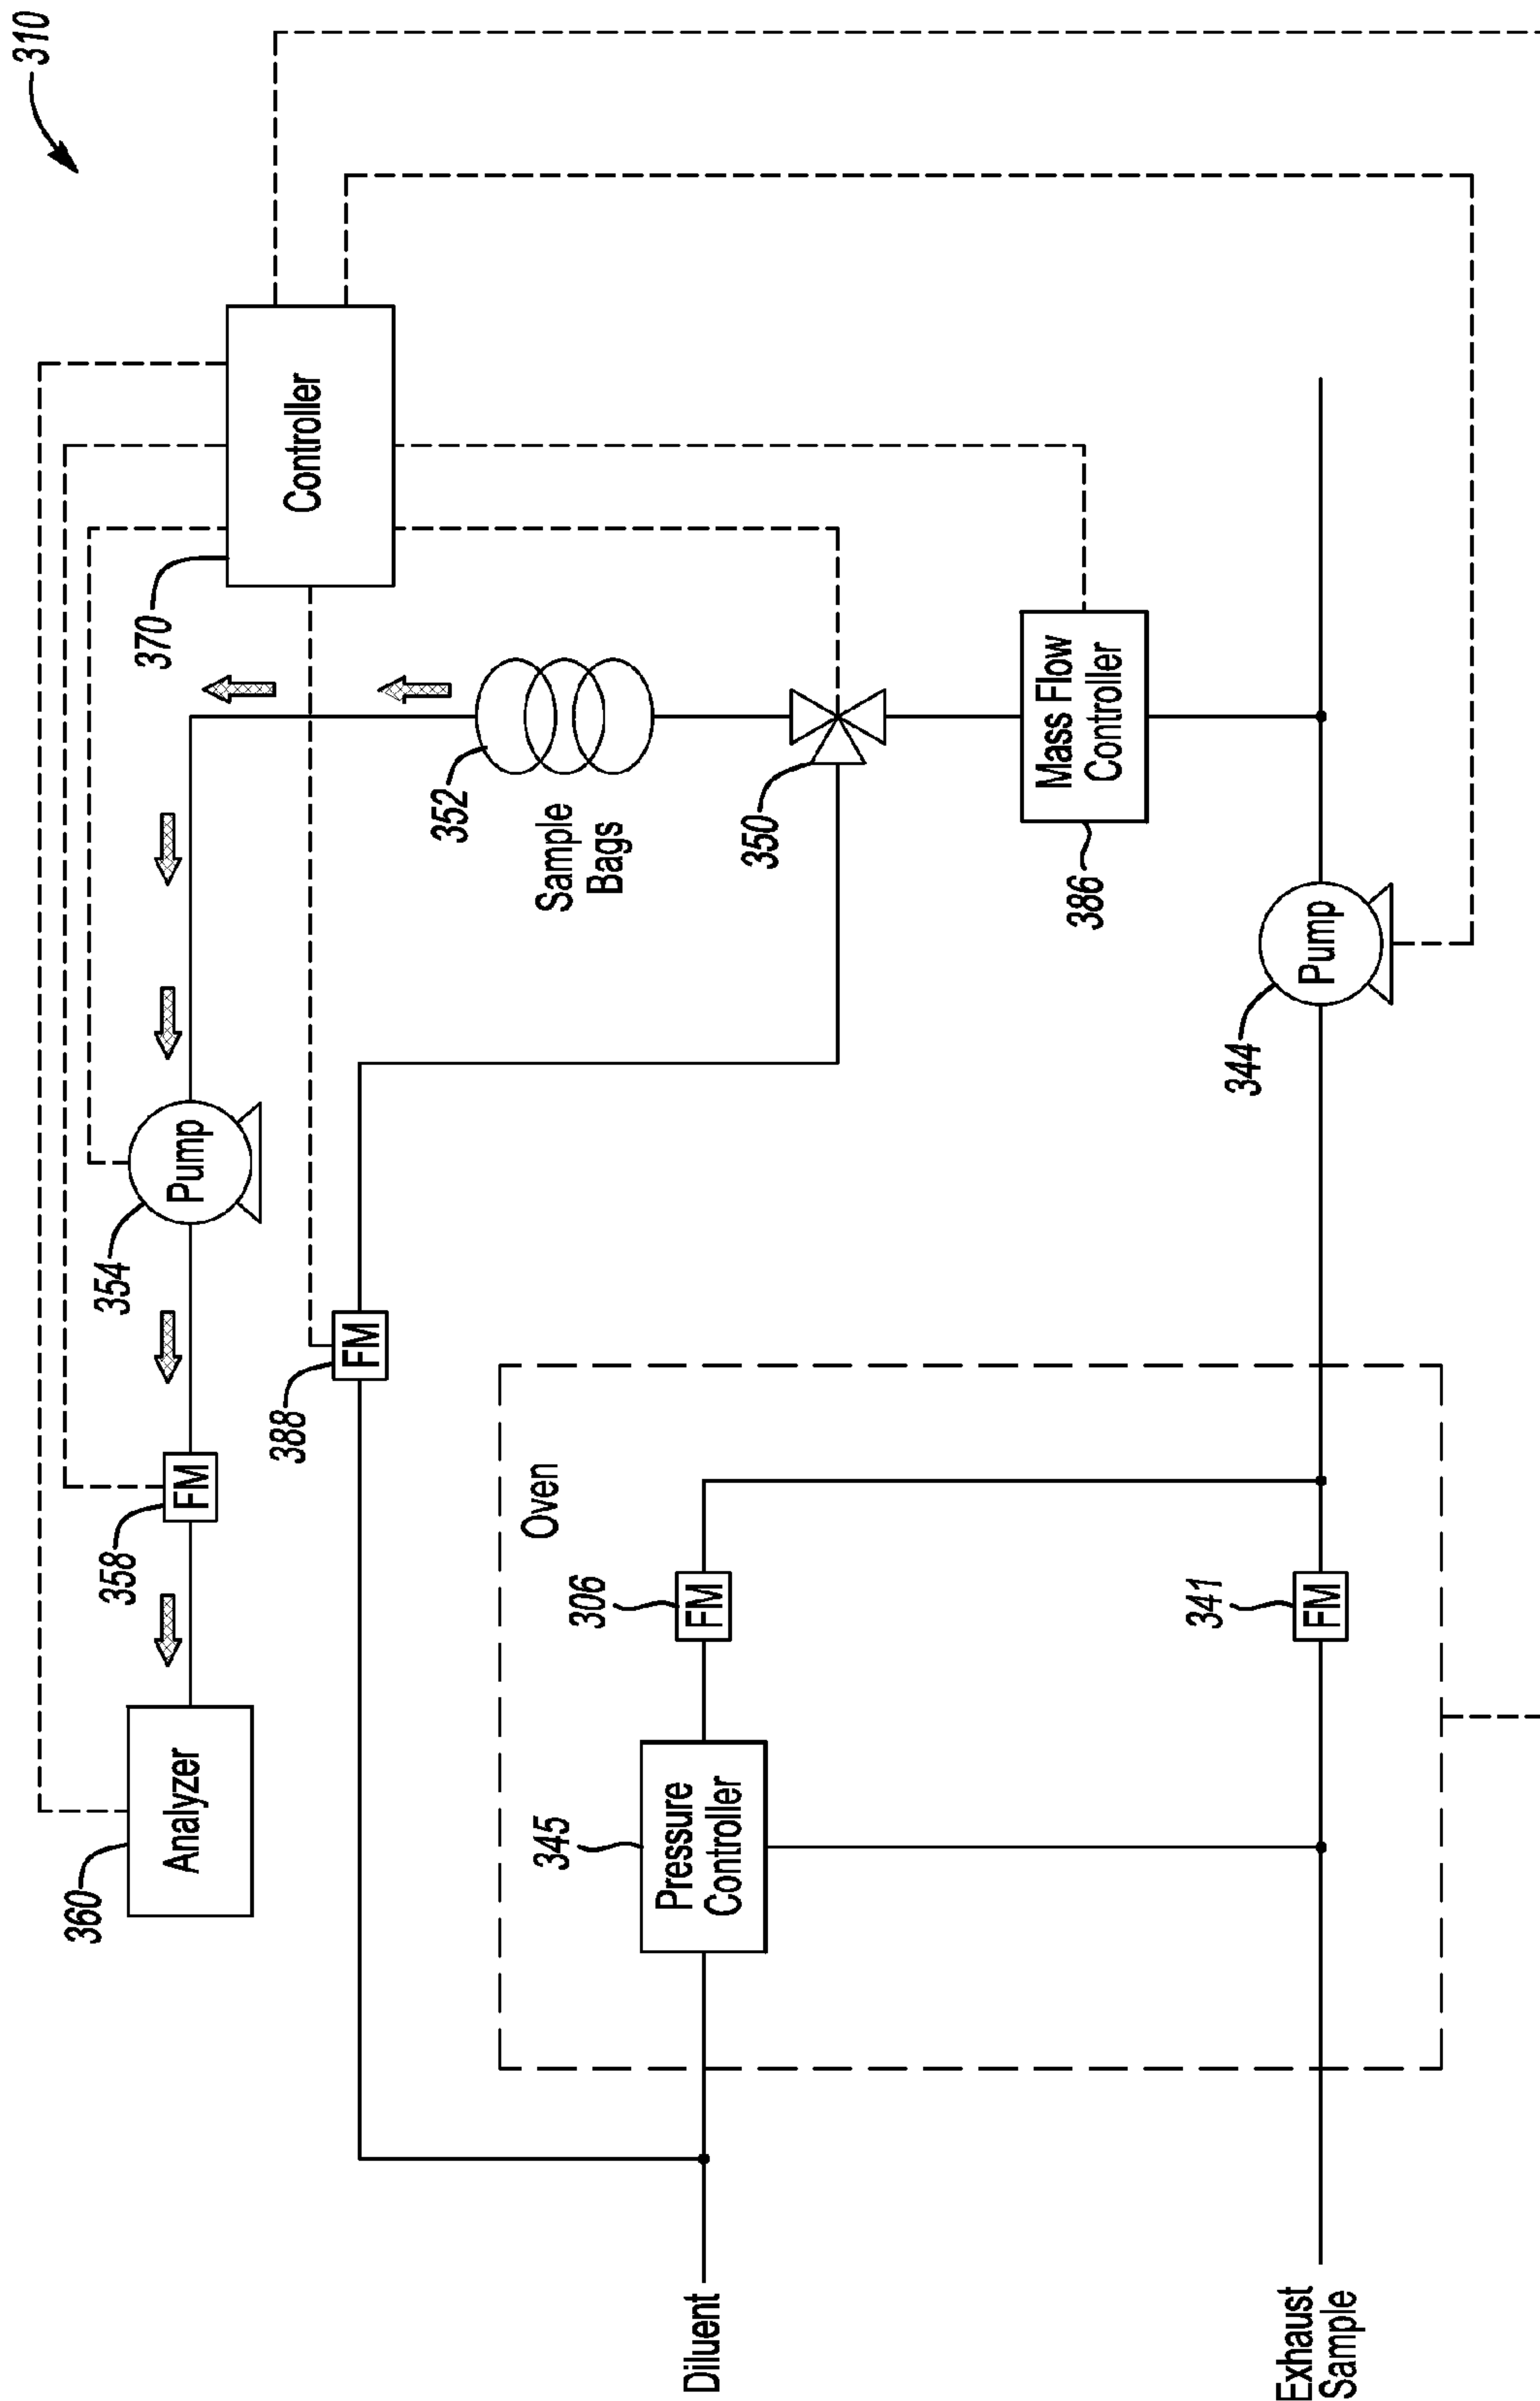 310
Controller
370
352
Sample
Bags
350
Mass Flow
Controller
386
Pump
344
Pump
354
FM
388
FM
358
Analyzer
360
Oven
FM
306
FM
341
Pressure
Controller
345
Diluent
Exhaust
Sample